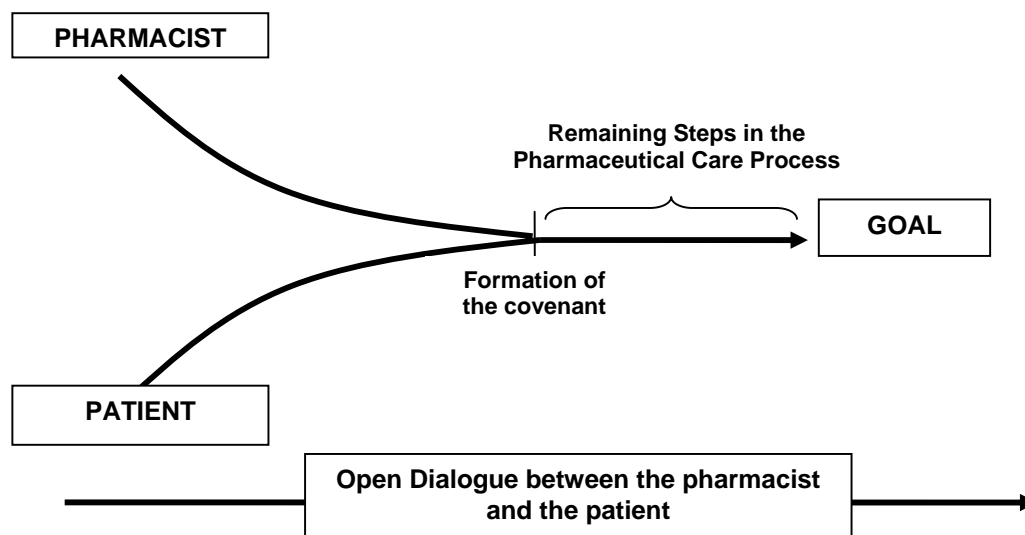 PHARMACIST
Remaining Steps in the
Pharmaceutical Care Process
GOAL
Formation of
the covenant
PATIENT
Open Dialogue between the pharmacist
and the patient